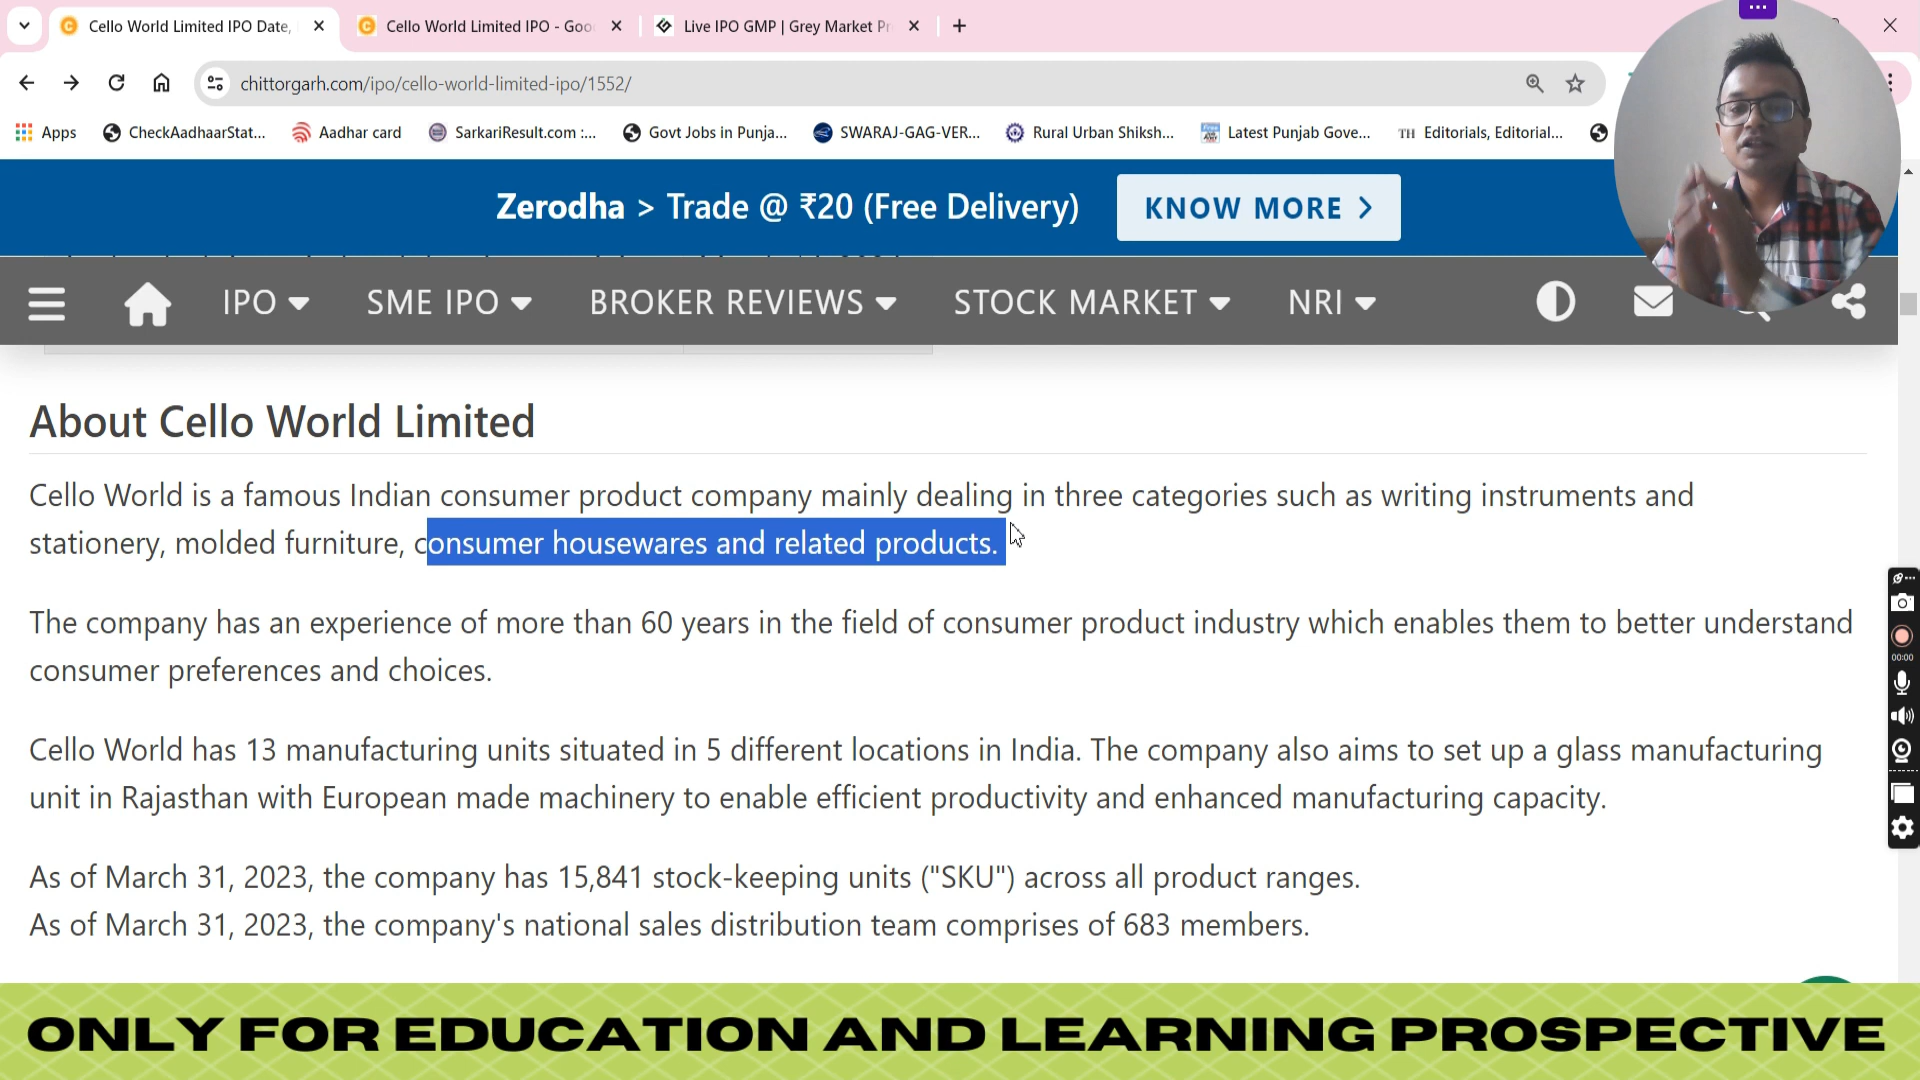 Cello World Limited IPO Date,
Cello World Limited IPO - Goo
Live IPO GMP | Grey Market Pr
chittorgarh.com/ipo/cello-world-limited-ipo/1552/
Apps
CheckAadhaarStat...
Aadhar card
SarkariResult.com :...
Govt Jobs in Punja...
SWARAJ-GAG-VER...
Rural Urban Shiksh...
Latest Punjab Gove...
TH Editorials, Editorial...
Zerodha > Trade @ ₹20 (Free Delivery)
KNOW MORE
IPO
SME IPO
BROKER REVIEWS
STOCK MARKET
NRI
About Cello World Limited
Cello World is a famous Indian consumer product company mainly dealing in three categories such as writing instruments and
stationery, molded furniture, consumer housewares and related products.
The company has an experience of more than 60 years in the field of consumer product industry which enables them to better understand
consumer preferences and choices.
Cello World has 13 manufacturing units situated in 5 different locations in India. The company also aims to set up a glass manufacturing
unit in Rajasthan with European made machinery to enable efficient productivity and enhanced manufacturing capacity.
As of March 31, 2023, the company has 15,841 stock-keeping units ("SKU") across all product ranges.
As of March 31, 2023, the company's national sales distribution team comprises of 683 members.
00:00
ONLY FOR EDUCATION AND LEARNING PROSPECTIVE